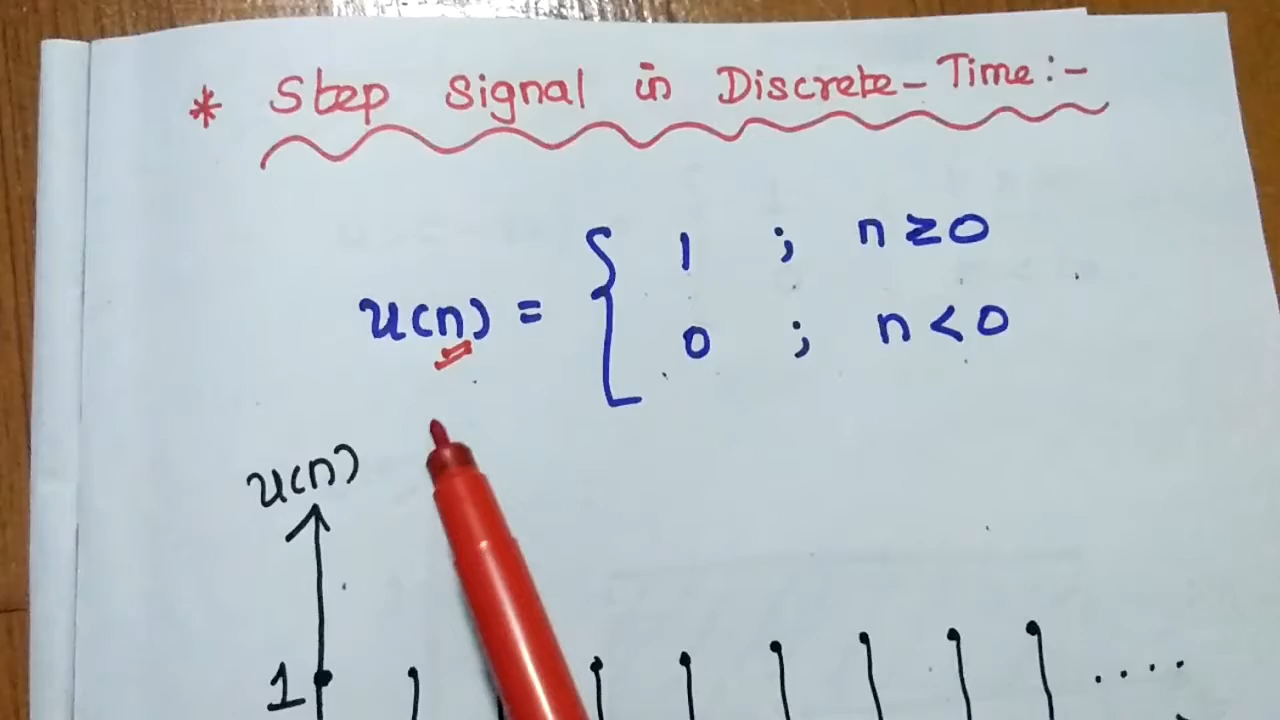 * Step Signal in Discrete-Time:-
u(n) = { 1 ; n ≥ 0
0 ; n < 0
u(n)
1
....